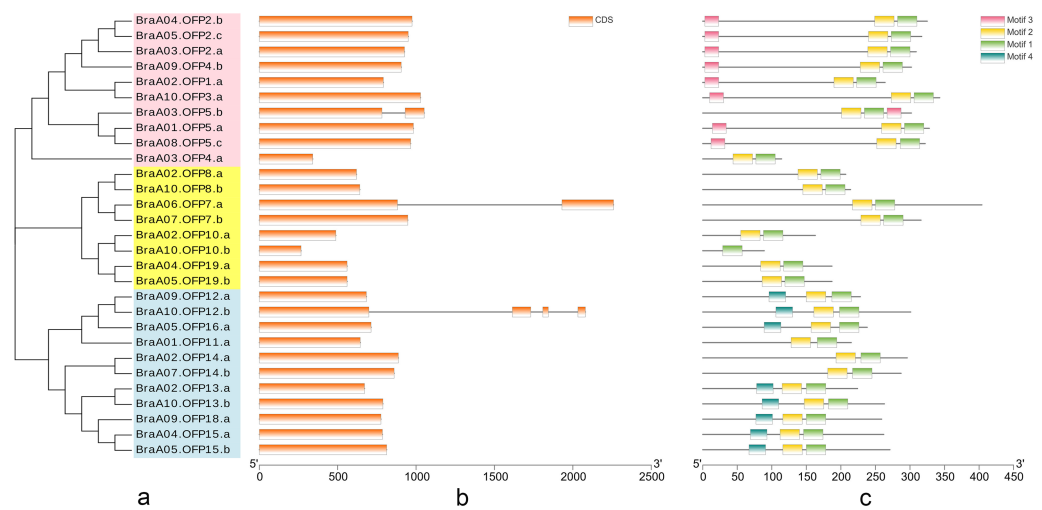 BraA04.OFP2.b
BraA05.OFP2.c
BraA03.OFP2.a
BraA09.OFP4.b
BraA02.OFP1.a
BraA10.OFP3.a
BraA03.OFP5.b
BraA01.OFP5.a
BraA08.OFP5.c
BraA03.OFP4.a
BraA02.OFP8.a
BraA10.OFP8.b
BraA06.OFP7.a
BraA07.OFP7.b
BraA02.OFP10.a
BraA10.OFP10.b
BraA04.OFP19.a
BraA05.OFP19.b
BraA09.OFP12.a
BraA10.OFP12.b
BraA05.OFP16.a
BraA01.OFP11.a
BraA02.OFP14.a
BraA07.OFP14.b
BraA02.OFP13.a
BraA10.OFP13.b
BraA09.OFP18.a
BraA04.OFP15.a
BraA05.OFP15.b
a
CDS
5' 3'
0 500 1000 1500 2000 2500
b
Motif 3
Motif 2
Motif 1
Motif 4
5' 3'
0 50 100 150 200 250 300 350 400 450
c